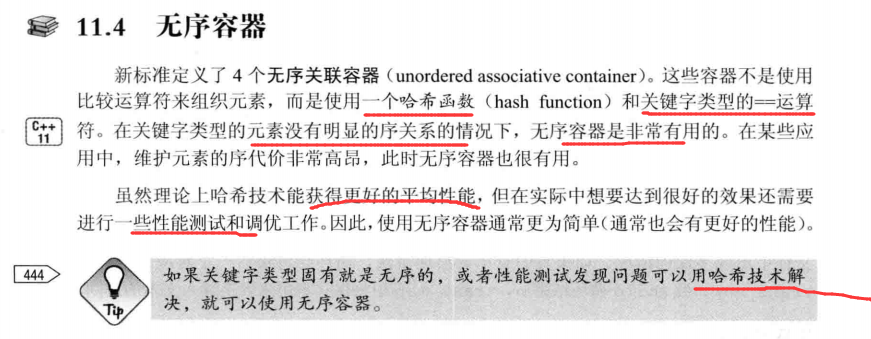 11.4 无序容器
新标准定义了 4 个无序关联容器（unordered associative container）。这些容器不是使用
比较运算符来组织元素，而是使用一个哈希函数（hash function）和关键字类型的==运算
C++
11
符。在关键字类型的元素没有明显的序关系的情况下，无序容器是非常有用的。在某些应
用中，维护元素的序代价非常高昂，此时无序容器也很有用。
虽然理论上哈希技术能获得更好的平均性能，但在实际中想要达到很好的效果还需要
进行一些性能测试和调优工作。因此，使用无序容器通常更为简单（通常也会有更好的性能）。
444
Tip
如果关键字类型固有就是无序的，或者性能测试发现问题可以用哈希技术解
决，就可以使用无序容器。